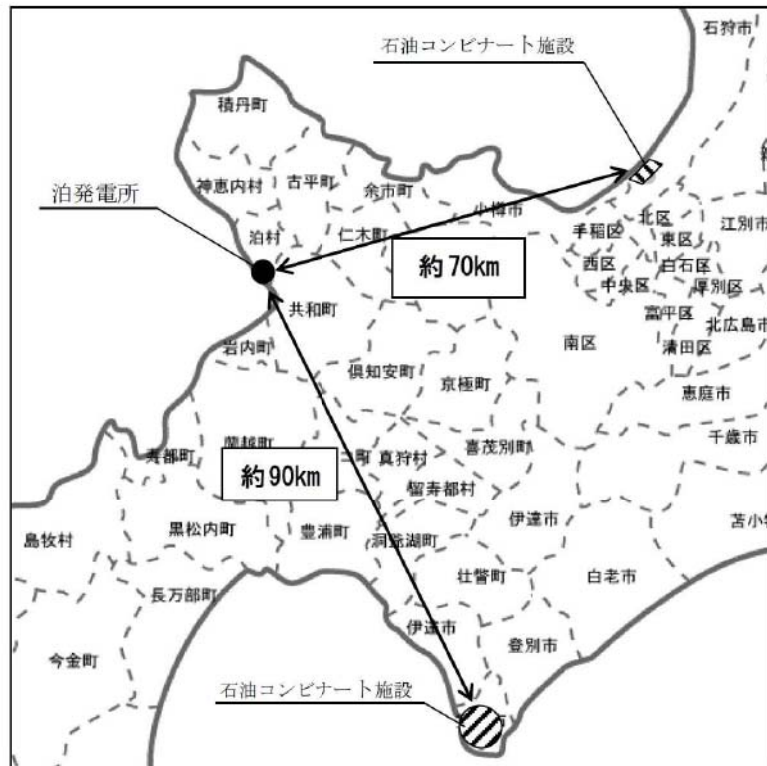 石油コンビナート施設
石狩市
積丹町
神恵内村
古平町
余市町
小樽市
泊発電所
泊村
仁木町
約70km
手稲区
北区
東区
江別市
西区
白石区
中央区
厚別区
共和町
岩内町
倶知安町
京極町
南区
富平区
北広島市
清田区
恵庭市
千歳市
寿都町
蘭越町
約90km
コ町
真狩村
喜茂別町
留寿都村
島牧村
黒松内町
豊浦町
洞爺湖町
伊達市
苫小牧
長万部町
壮瞥町
白老市
今金町
伊達市
登別市
石油コンビナート施設